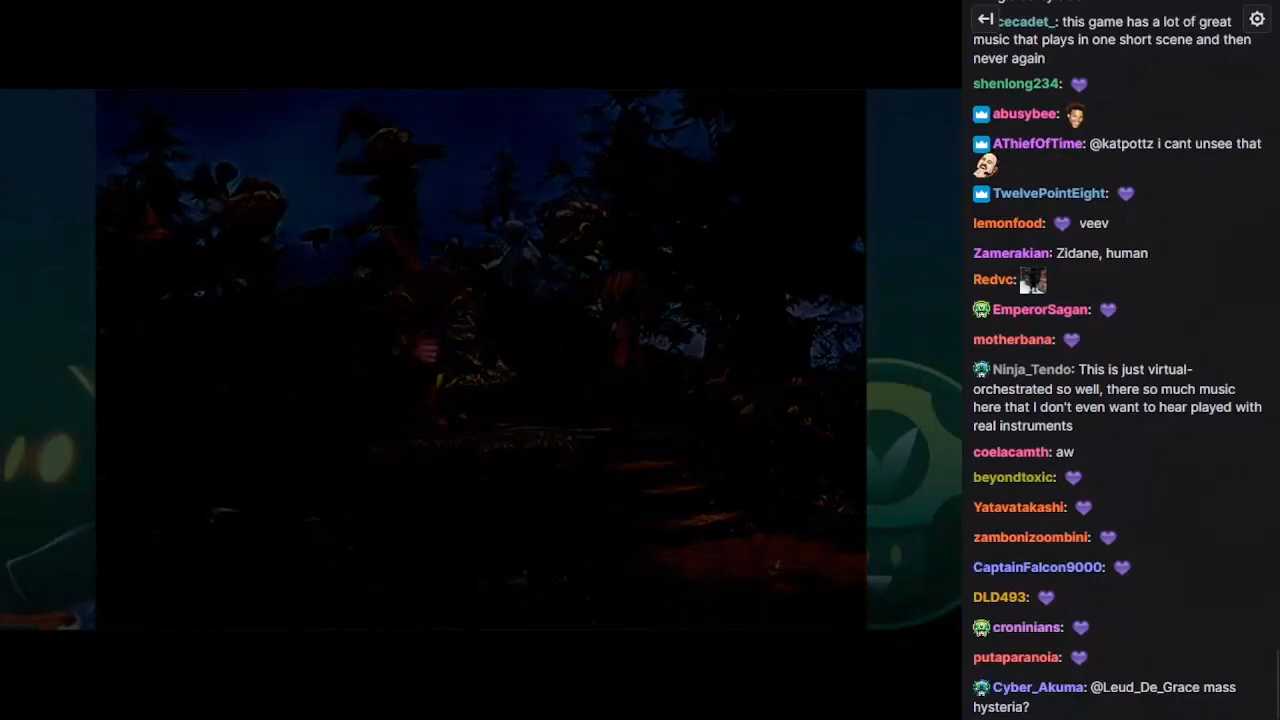 cecadet_: this game has a lot of great
music that plays in one short scene and then
never again
shenlong234:
abusybee:
AThiefOfTime: @katpottz i cant unsee that
TwelvePointEight:
lemonfood: veev
Zamerakian: Zidane, human
Redvc:
EmperorSagan:
motherbana:
Ninja_Tendo: This is just virtual-
orchestrated so well, there so much music
here that I don't even want to hear played with
real instruments
coelacamth: aw
beyondtoxic:
Yatavatakashi:
zambonizoombini:
CaptainFalcon9000:
DLD493:
croninians:
putaparanoia:
Cyber_Akuma: @Leud_De_Grace mass
hysteria?